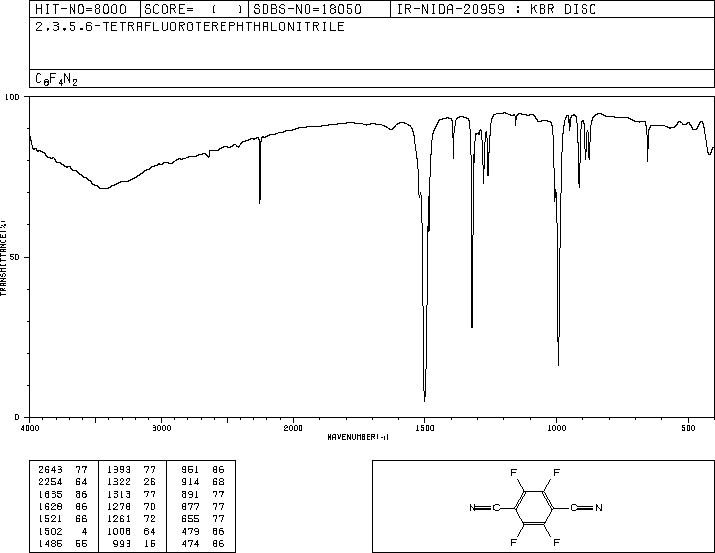 HIT-NO=8000 SCORE= ( ) SDBS-NO=18050 IR-NIDA-20959 : KBR DISC
2,3,5,6-TETRAFLUOROTEREPHTHALONITRILE
C8F4N2
100
50
0
TRANSMITTANCE(%)
4000 3000 2000 1500 1000 500
WAVENUMBER(-1)
2643 77 1393 77 951 86
2254 64 1322 26 914 68
1835 86 1313 77 891 77
1628 86 1278 70 877 77
1521 66 1261 72 655 77
1502 4 1008 64 479 86
1486 55 993 16 474 86
F F
N C C N
F F